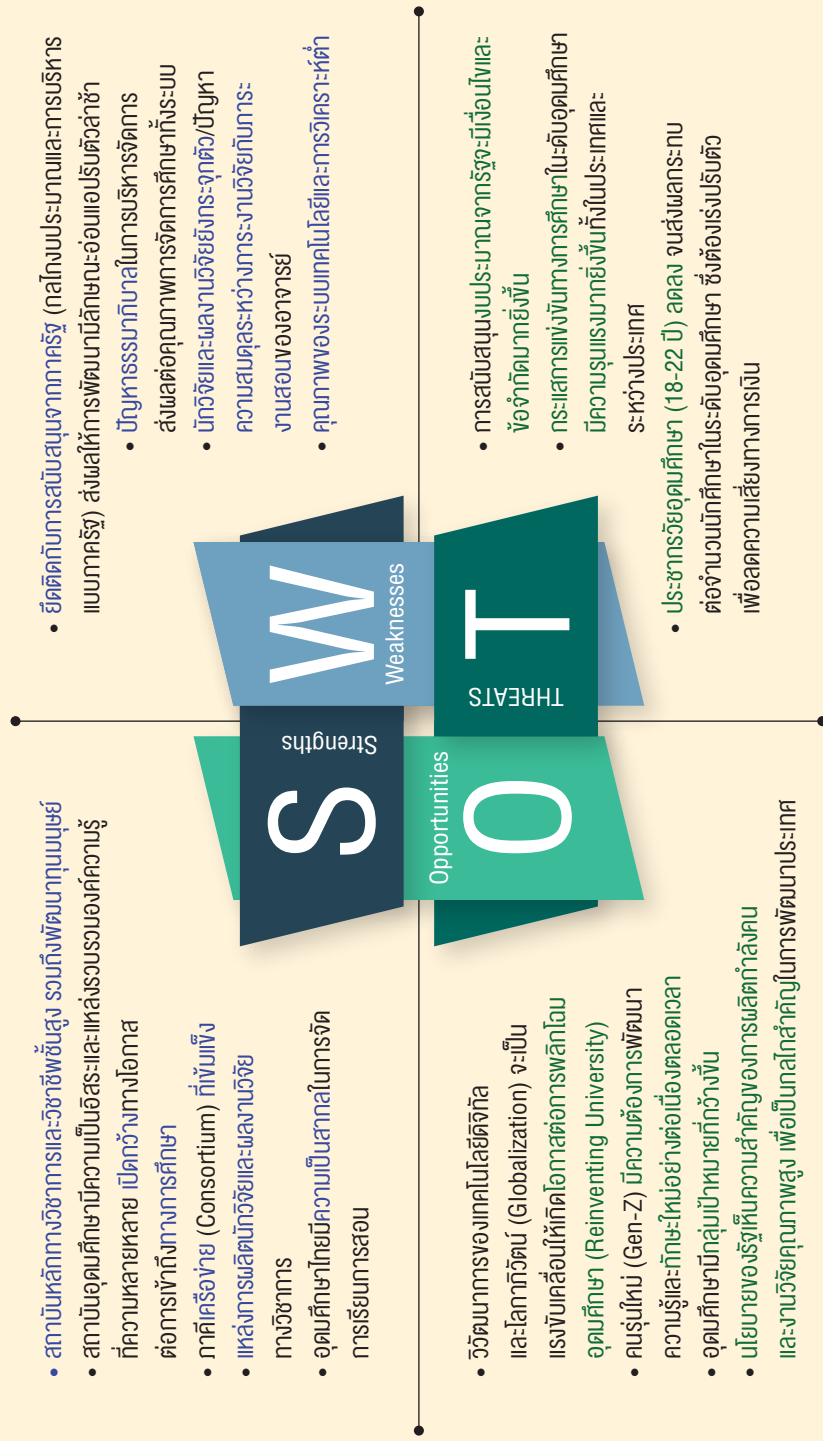 • สถาบันหลักทางวิชาการและวิชาชีพชั้นสูง รวมถึงพัฒนาทุนมนุษย์
• สถาบันอุดมศึกษามีความเป็นอิสระและแหล่งรวบรวมองค์ความรู้
ที่ความหลายหลาย เปิดกว้างทางโอกาส
ต่อการเข้าถึงทางการศึกษา
• ภาคีเครือข่าย (Consortium) ที่เข้มแข็ง
• แหล่งการผลิตนักวิจัยและผลงานวิจัย
ทางวิชาการ
• อุดมศึกษาไทยมีความเป็นสากลในการจัด
การเรียนการสอน
S
Strengths
• ยึดติดกับการสนับสนุนจากภาครัฐ (กลไกงบประมาณและการบริหาร
แบบภาครัฐ) ส่งผลให้การพัฒนามีลักษณะอ่อนแอปรับตัวล่าช้า
• ปัญหาธรรมาภิบาลในการบริหารจัดการ
ส่งผลต่อคุณภาพการจัดการศึกษาทั้งระบบ
• นักวิจัยและผลงานวิจัยยังกระจุกตัว/ปัญหา
ความสมดุลระหว่างภาระงานวิจัยกับภาระ
งานสอนของอาจารย์
• คุณภาพของระบบเทคโนโลยีและการวิเคราะห์ต่ำ
W
Weaknesses
Opportunities
O
• วิวัฒนาการของเทคโนโลยีดิจิทัล
และโลกาภิวัตน์ (Globalization) จะเป็น
แรงขับเคลื่อนให้เกิดโอกาสต่อการพลิกโฉม
อุดมศึกษา (Reinventing University)
• คนรุ่นใหม่ (Gen-Z) มีความต้องการพัฒนา
ความรู้และทักษะใหม่อย่างต่อเนื่องตลอดเวลา
• อุดมศึกษามีกลุ่มเป้าหมายที่กว้างขึ้น
• นโยบายของรัฐเห็นความสำคัญของการผลิตกำลังคน
และงานวิจัยคุณภาพสูง เพื่อเป็นกลไกสำคัญในการพัฒนาประเทศ
THREATS
T
• การสนับสนุนงบประมาณจากรัฐจะมีเงื่อนไขและ
ข้อจำกัดมากยิ่งขึ้น
• กระแสการแข่งขันทางการศึกษาในระดับอุดมศึกษา
มีความรุนแรงมากยิ่งขึ้นทั้งในประเทศและ
ระหว่างประเทศ
• ประชากรวัยอุดมศึกษา (18-22 ปี) ลดลง จนส่งผลกระทบ
ต่อจำนวนนักศึกษาในระดับอุดมศึกษา ซึ่งต้องเร่งปรับตัว
เพื่อลดความเสี่ยงทางการเงิน